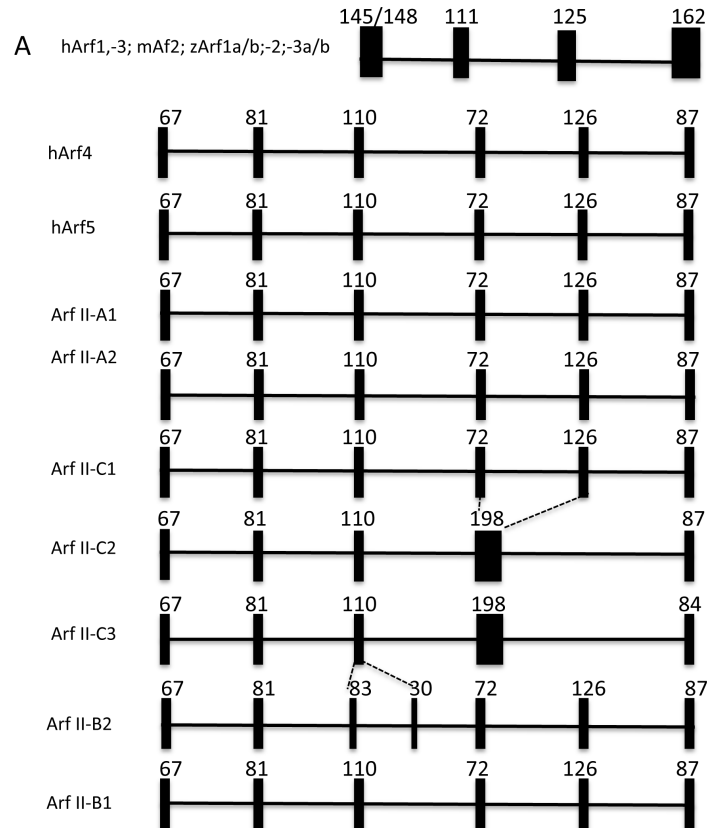 145/148 111 125 162
A hArf1,-3; mAf2; zArf1a/b;-2;-3a/b
67 81 110 72 126 87
hArf4
67 81 110 72 126 87
hArf5
67 81 110 72 126 87
Arf II-A1
Arf II-A2
67 81 110 72 126 87
67 81 110 72 126 87
Arf II-C1
67 81 110 198 87
Arf II-C2
67 81 110 198 84
Arf II-C3
67 81 83 30 72 126 87
Arf II-B2
67 81 110 72 126 87
Arf II-B1